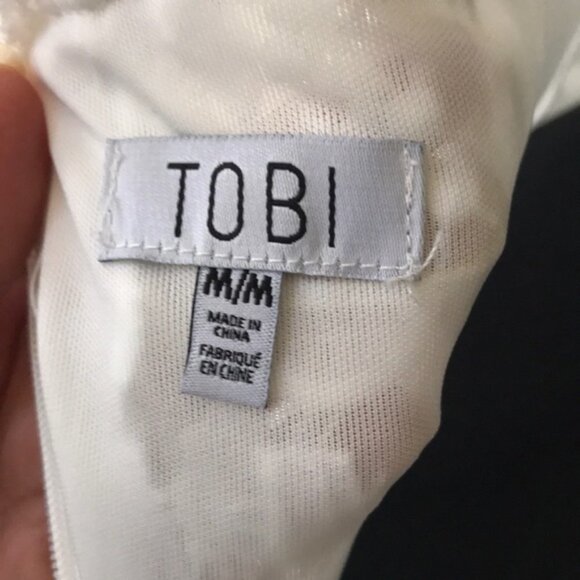 TOBI
M/M
MADE IN
CHINA
FABRIQUÉ
EN CHINE